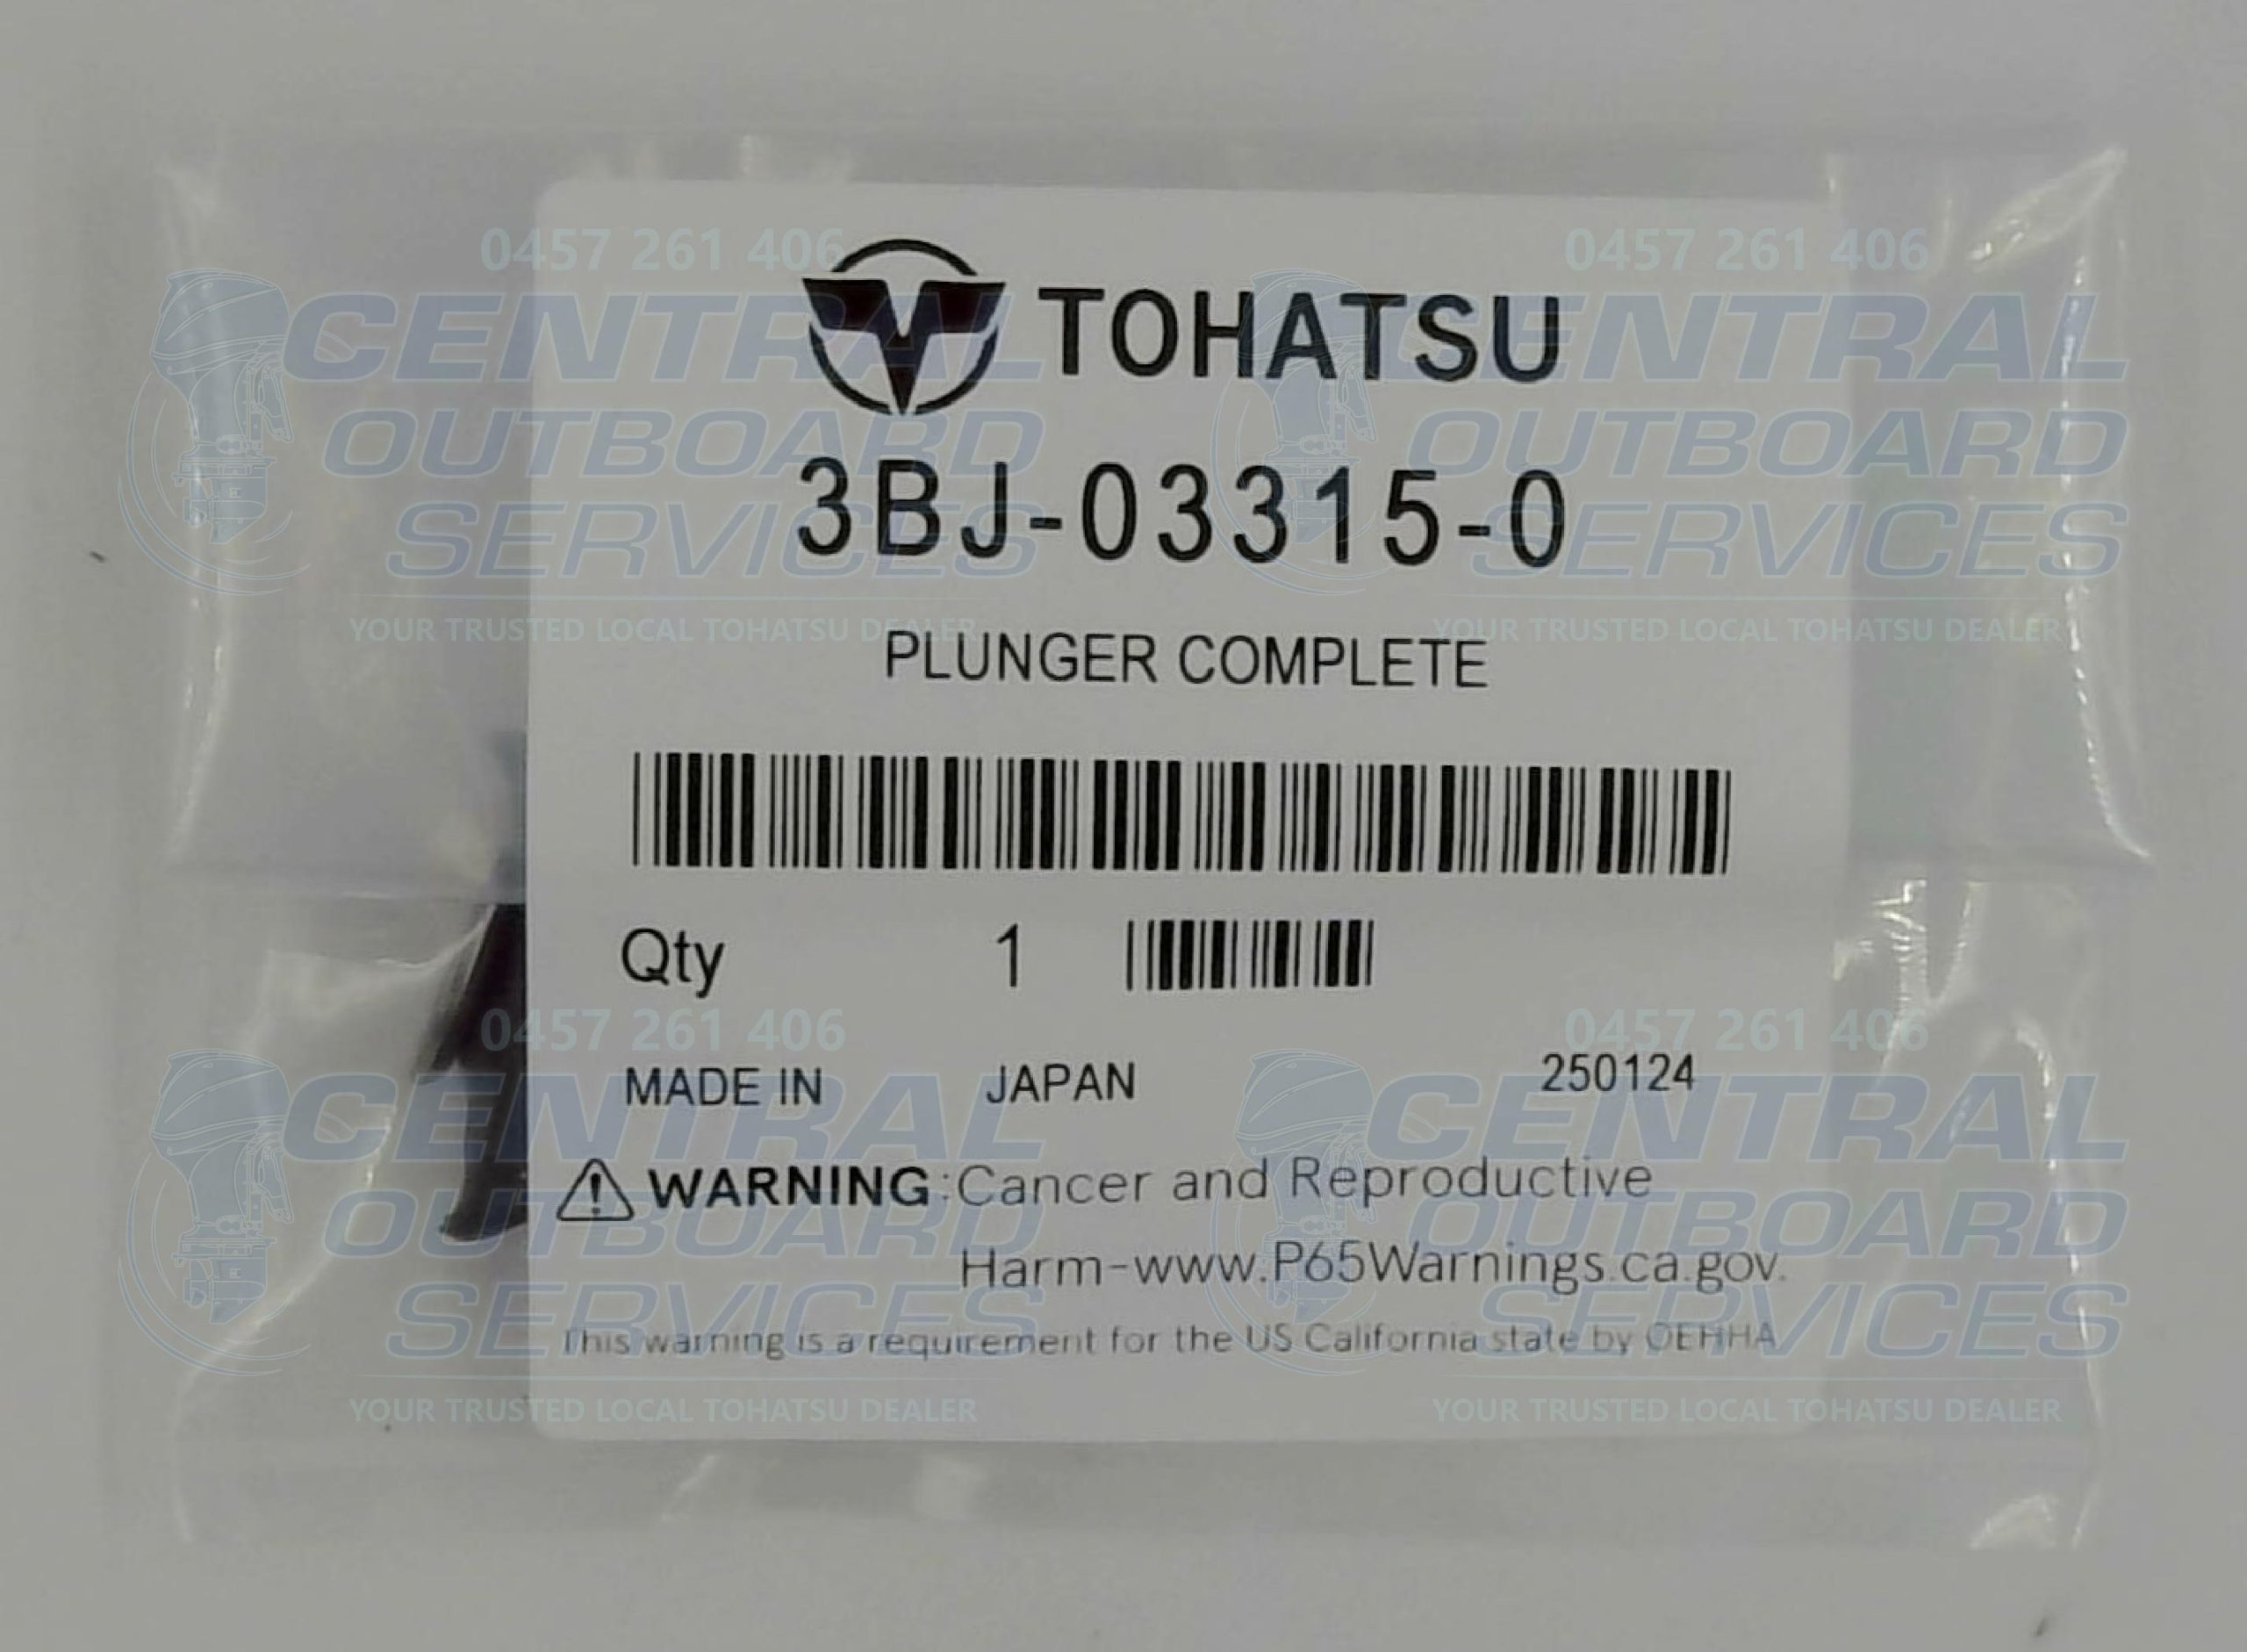 0457 261 406 0457 261 406
TOHATSU
CENTRAL CENTRAL
OUTBOARD OUTBOARD
3BJ-03315-0
SERVICES SERVICES
YOUR TRUSTED LOCAL TOHATSU DEALER YOUR TRUSTED LOCAL TOHATSU DEALER
PLUNGER COMPLETE
Qty 1
0457 261 406 0457 261 406
MADE IN JAPAN 250124
CENTRAL CENTRAL
WARNING:Cancer and Reproductive
OUTBOARD OUTBOARD
Harm-www.P65Warnings.ca.gov.
SERVICES SERVICES
This warning is a requirement for the US California state by OEHHA
YOUR TRUSTED LOCAL TOHATSU DEALER YOUR TRUSTED LOCAL TOHATSU DEALER